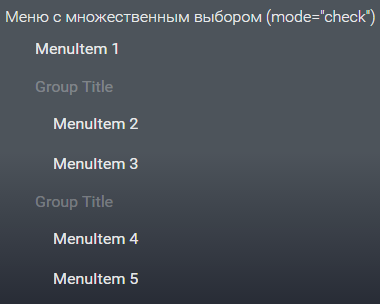 Меню с множественным выбором (mode="check")
MenuItem 1
Group Title
MenuItem 2
MenuItem 3
Group Title
MenuItem 4
MenuItem 5